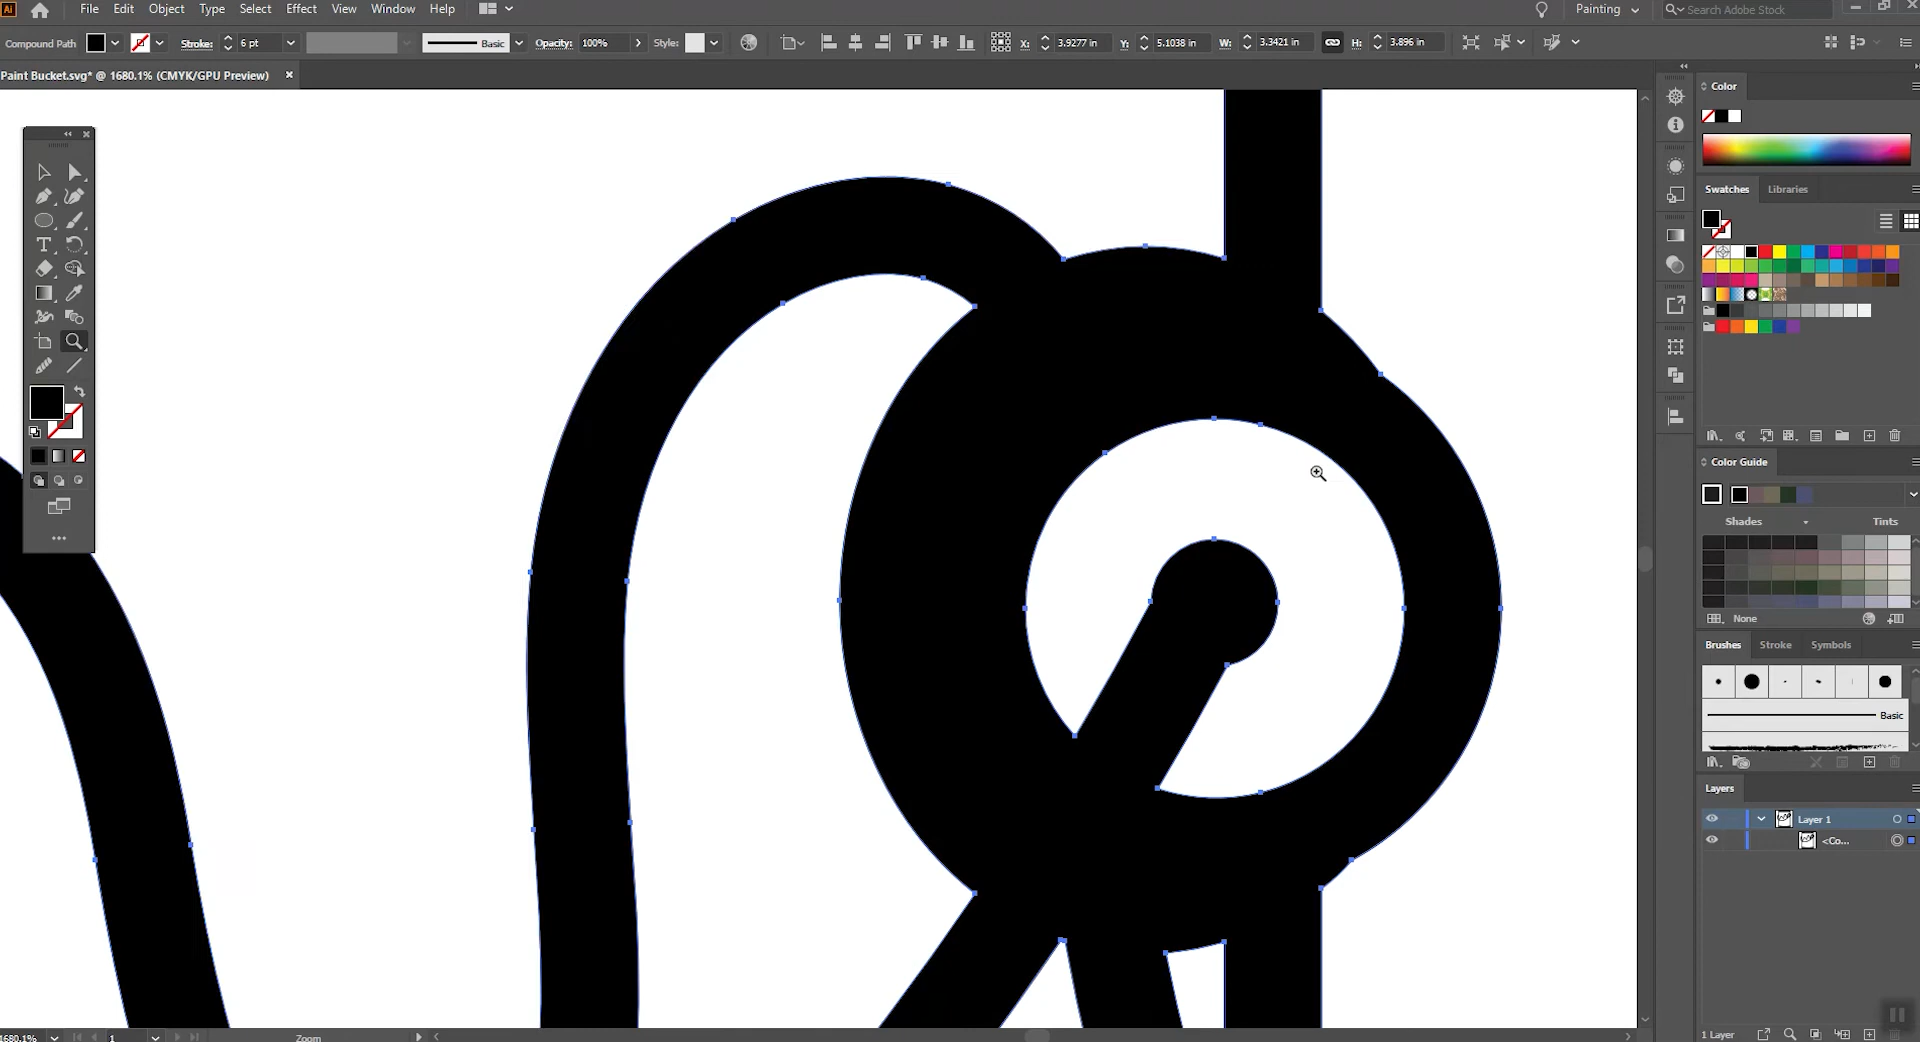 Ai File Edit Object Type Select Effect View Window Help Painting Search Adobe Stock
Compound Path Stroke: 6 pt Basic Opacity: 100% Style: X: 3.9277 in Y: 5.1038 in W: 3.3421 in H: 3.896 in
Paint Bucket.svg* @ 1680.1% (CMYK/GPU Preview)
Color
Swatches Libraries
Color Guide
Shades Tints
None
Brushes Stroke Symbols
Basic
Layers
Layer 1
<Co...
1680.1% 1 Zoom 1 Layer